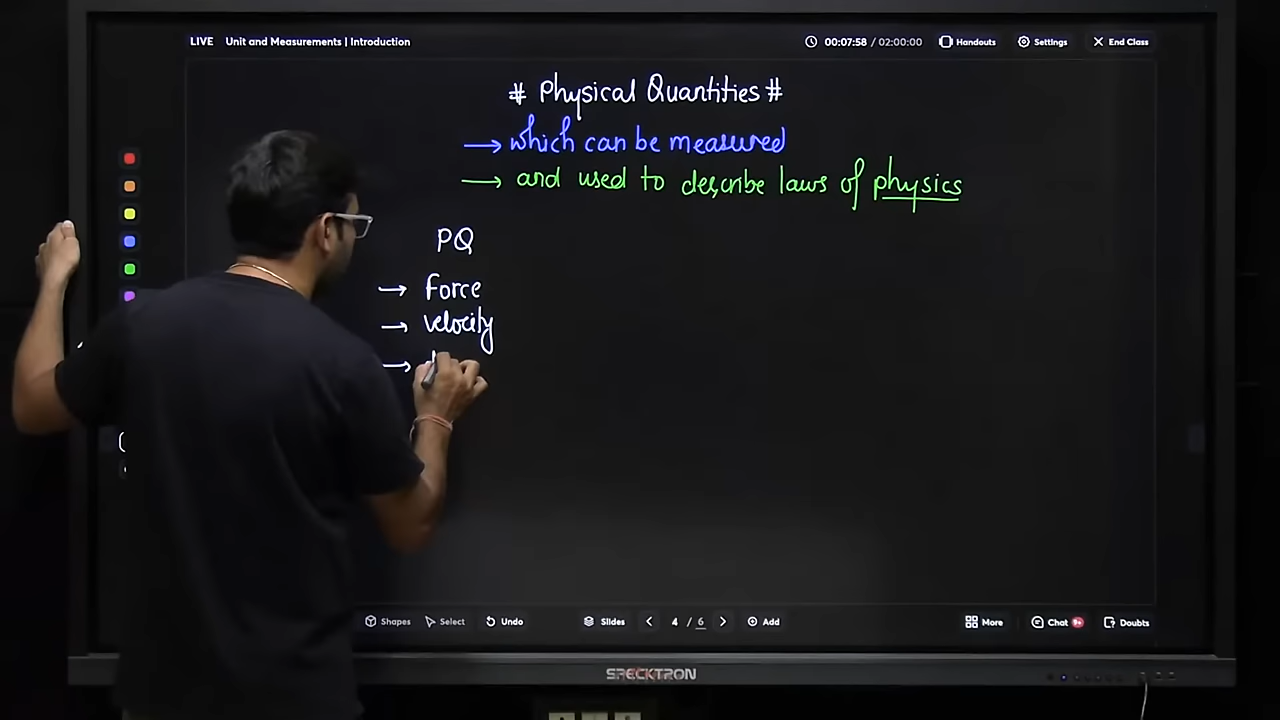 LIVE Unit and Measurements | Introduction 00:07:58 / 02:00:00 Handouts Settings End Class
# Physical Quantities #
→ which can be measured
→ and used to describe laws of physics
PQ
→ Force
→ velocity
→
Shapes Select Undo Slides < 4 / 6 > Add More Chat 9+ Doubts
SPECKTRON